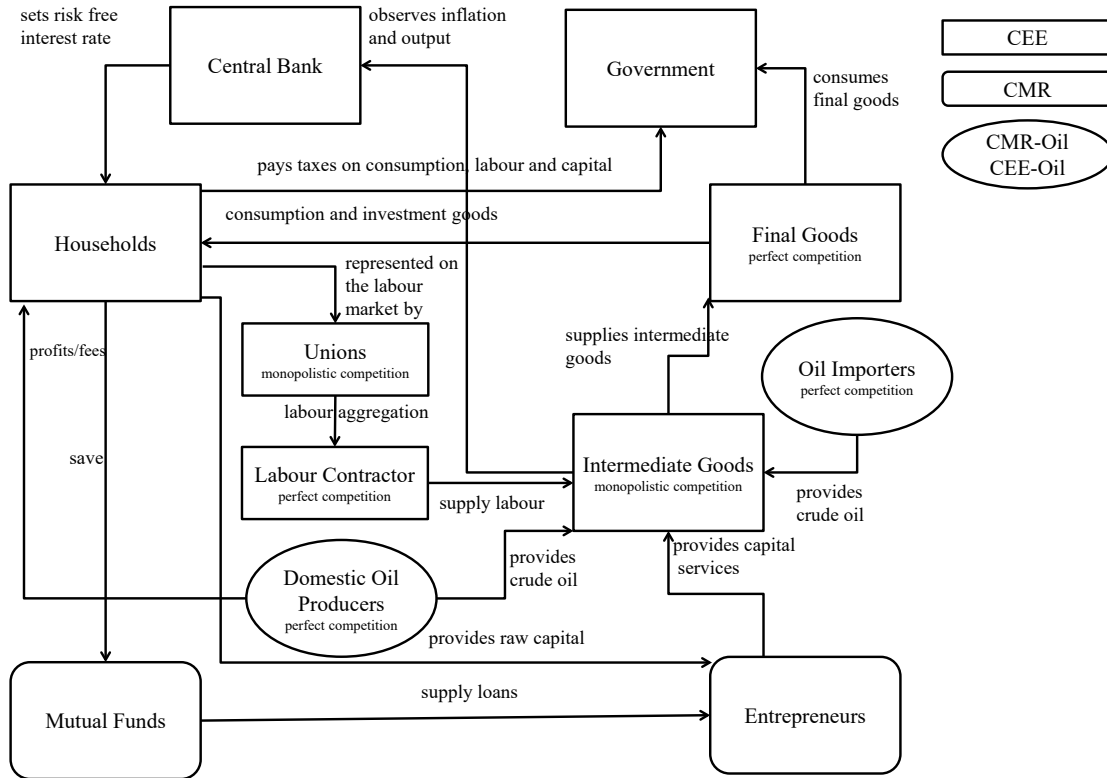 sets risk free
interest rate
observes inflation
and output
Central Bank
Government
consumes
final goods
CEE
CMR
CMR-Oil
CEE-Oil
pays taxes on consumption, labour and capital
consumption and investment goods
Households
Final Goods
perfect competition
represented on
the labour
market by
profits/fees
Unions
monopolistic competition
supplies intermediate
goods
Oil Importers
perfect competition
labour aggregation
save
Labour Contractor
perfect competition
supply labour
Intermediate Goods
monopolistic competition
provides
crude oil
provides
crude oil
provides capital
services
Domestic Oil
Producers
perfect competition
provides raw capital
Mutual Funds
supply loans
Entrepreneurs